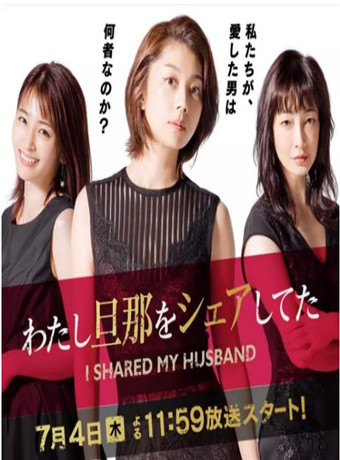 私たちが、
愛した男は
何者なのか?
わたし旦那をシェアしてた
I SHARED MY HUSBAND
7月4日木よる11:59放送スタート!